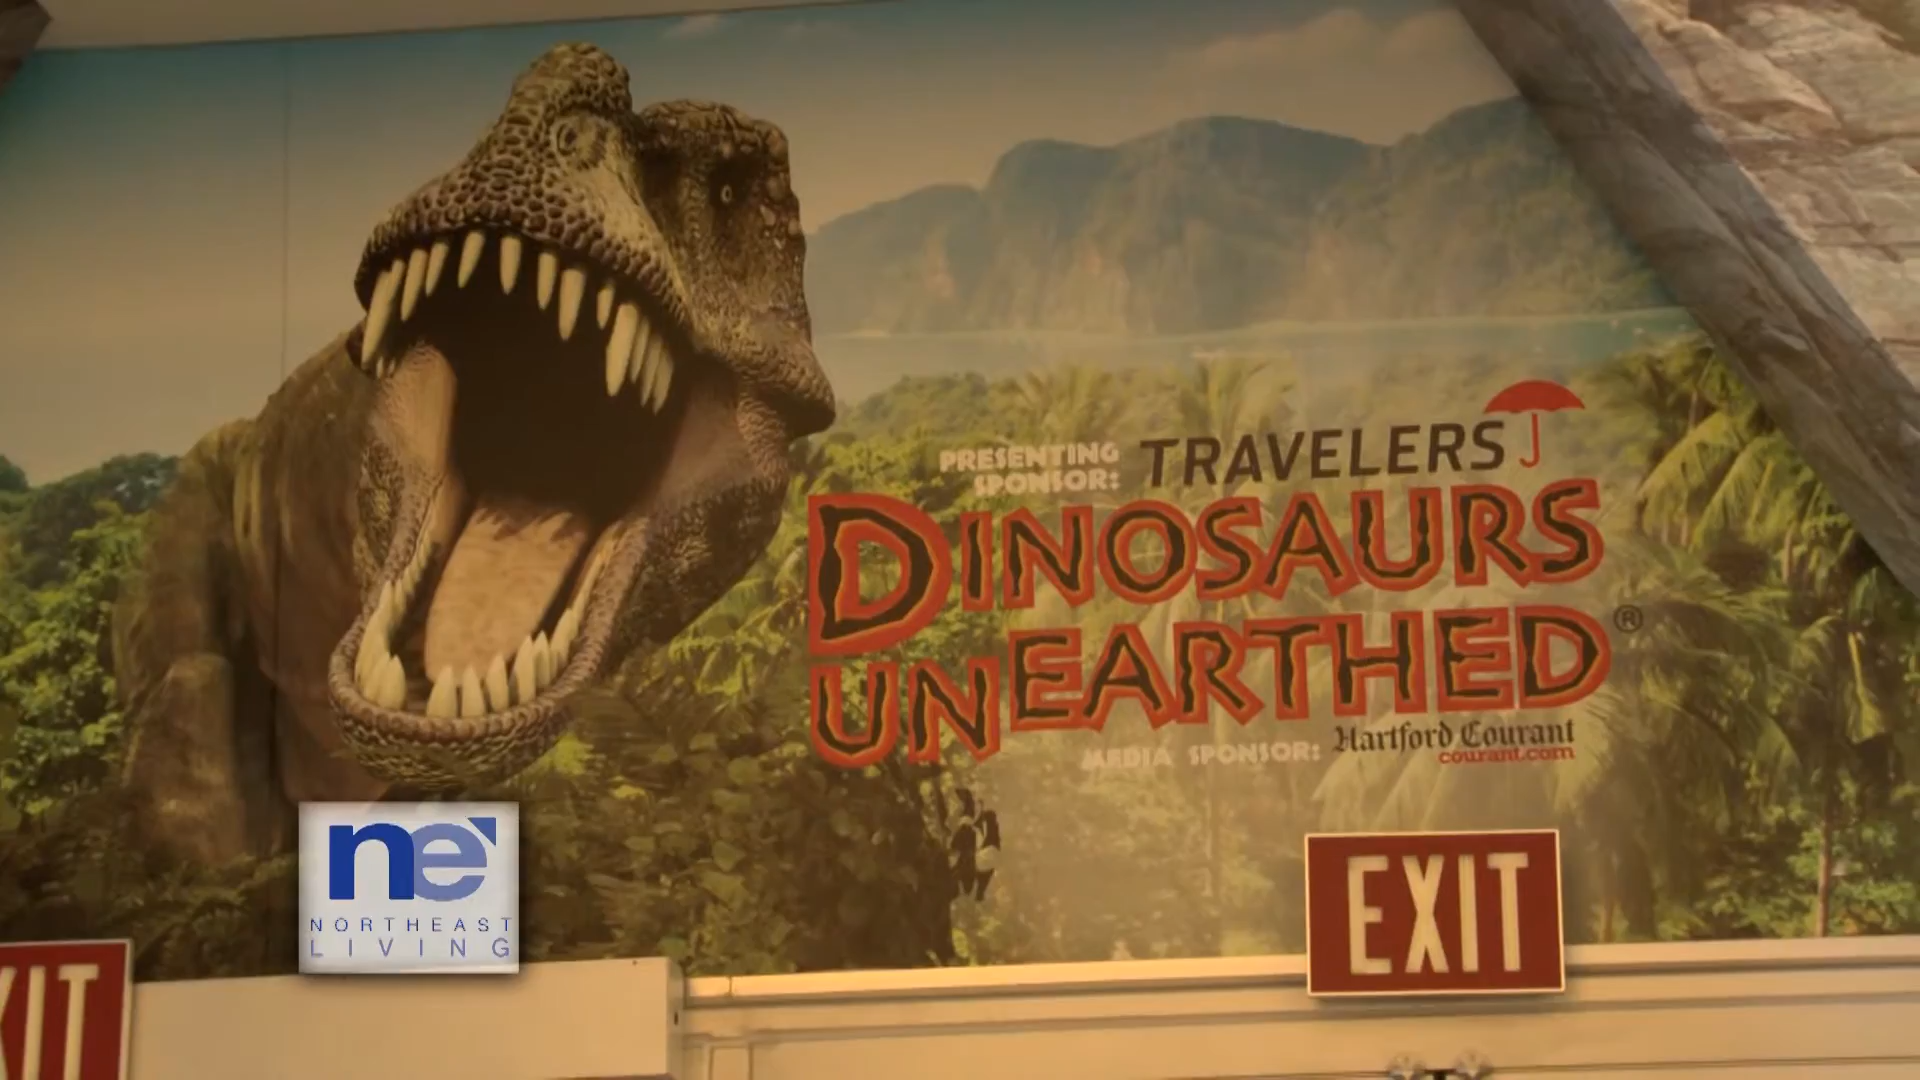 PRESENTING
SPONSOR:
TRAVELERS
DINOSAURS
UNEARTHED®
MEDIA SPONSOR: Hartford Courant
courant.com
ne
NORTHEAST
LIVING
EXIT
XIT